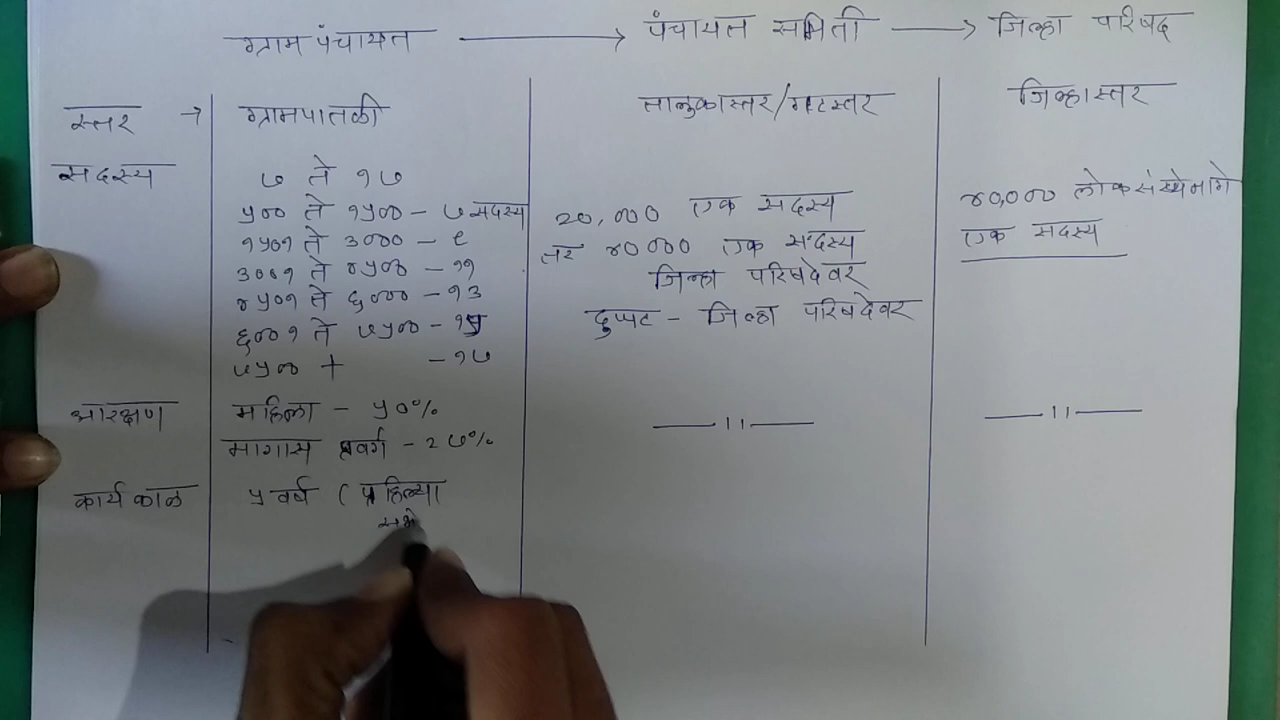 ग्राम पंचायत → पंचायत समिती → जिल्हा परिषद
स्तर → ग्रामपातळी तालुकास्तर/गटस्तर जिल्हास्तर
सदस्य ७ ते १७
५०० ते १५०० - ७ सदस्य
१५०१ ते ३००० - ९
३००१ ते ४५०० - ११
४५०१ ते ६००० - १३
६००१ ते ७५०० - १५
७५०० + - १७
२०,००० एक सदस्य
तर ४०००० एक सदस्य
जिल्हा परिषदेवर
दुप्पट - जिल्हा परिषदेवर
४०,००० लोकसंख्येमागे
एक सदस्य
आरक्षण महिला - ५०% —11— —11—
मागास प्रवर्ग - २७%
कार्यकाळ ५ वर्ष ( पहिल्या